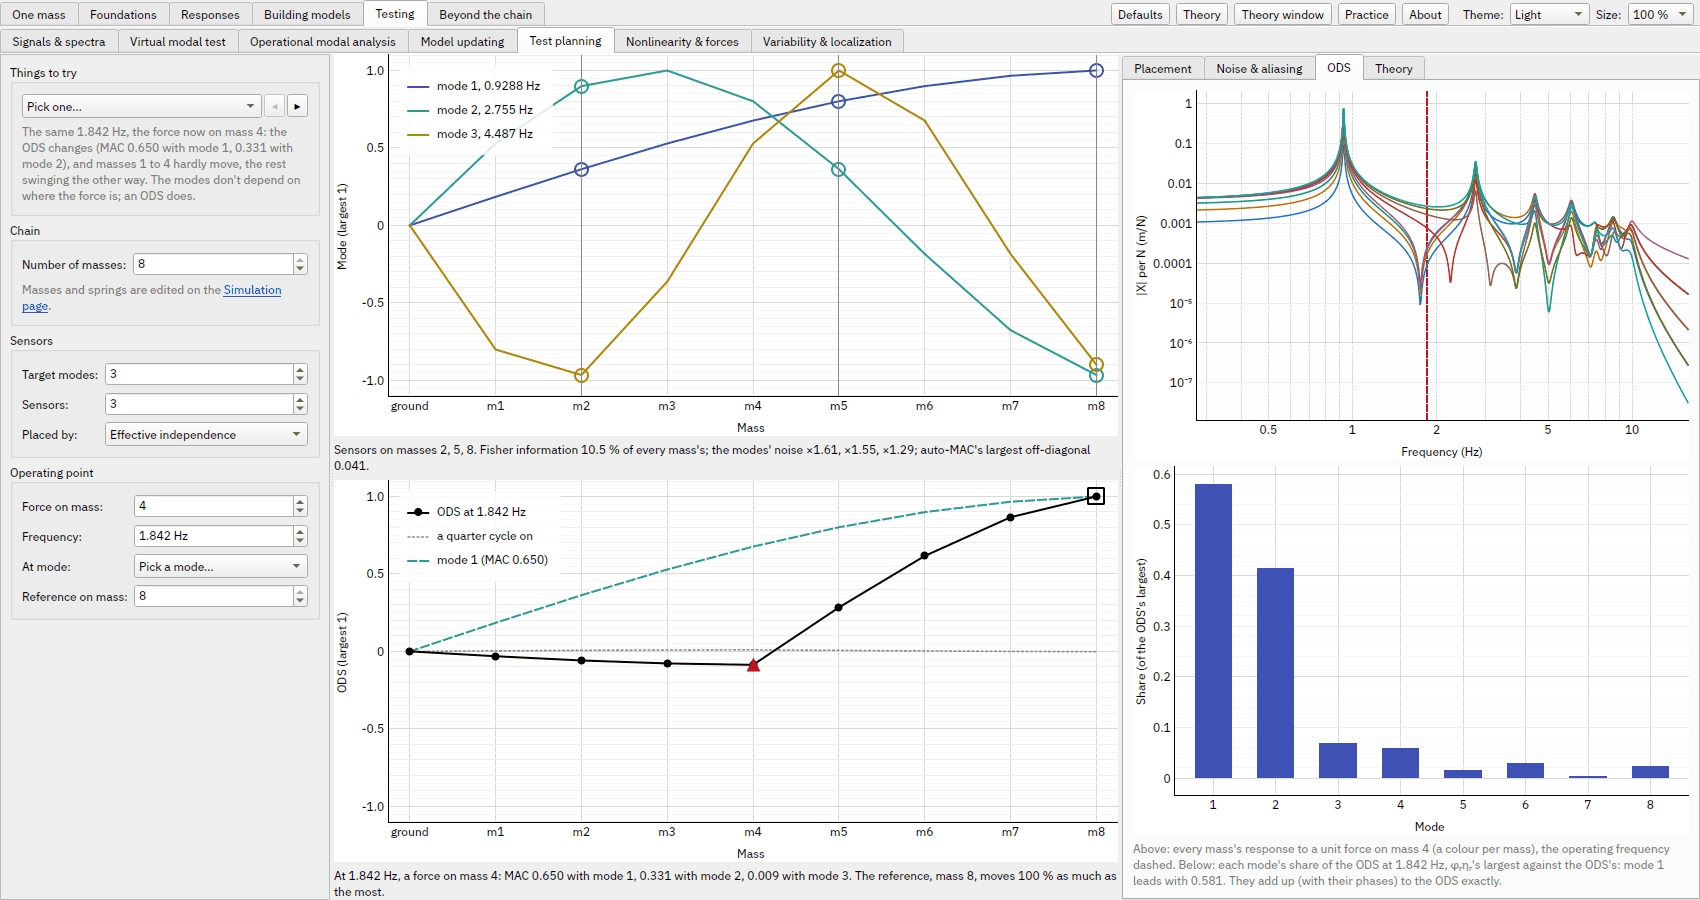 One mass
Foundations
Responses
Building models
Testing
Beyond the chain
Defaults
Theory
Theory window
Practice
About
Theme:
Light
Size:
100 %
Signals & spectra
Virtual modal test
Operational modal analysis
Model updating
Test planning
Nonlinearity & forces
Variability & localization
Things to try
Pick one...
The same 1.842 Hz, the force now on mass 4: the
ODS changes (MAC 0.650 with mode 1, 0.331 with
mode 2), and masses 1 to 4 hardly move, the rest
swinging the other way. The modes don't depend on
where the force is; an ODS does.
Chain
Number of masses:
8
Masses and springs are edited on the Simulation
page.
Sensors
Target modes:
3
Sensors:
3
Placed by:
Effective independence
Operating point
Force on mass:
4
Frequency:
1.842 Hz
At mode:
Pick a mode...
Reference on mass:
8
mode 1, 0.9288 Hz
mode 2, 2.755 Hz
mode 3, 4.487 Hz
Mode (largest 1)
1.0
0.5
0
-0.5
-1.0
ground
m1
m2
m3
m4
m5
m6
m7
m8
Mass
Sensors on masses 2, 5, 8. Fisher information 10.5 % of every mass's; the modes' noise ×1.61, ×1.55, ×1.29; auto-MAC's largest off-diagonal
0.041.
ODS at 1.842 Hz
a quarter cycle on
mode 1 (MAC 0.650)
ODS (largest 1)
1.0
0.5
0
-0.5
-1.0
ground
m1
m2
m3
m4
m5
m6
m7
m8
Mass
At 1.842 Hz, a force on mass 4: MAC 0.650 with mode 1, 0.331 with mode 2, 0.009 with mode 3. The reference, mass 8, moves 100 % as much as
the most.
Placement
Noise & aliasing
ODS
Theory
|X| per N (m/N)
1
0.1
0.01
0.001
0.0001
10⁻⁵
10⁻⁶
10⁻⁷
0.5
1
2
5
10
Frequency (Hz)
Share (of the ODS's largest)
0.6
0.5
0.4
0.3
0.2
0.1
0
1
2
3
4
5
6
7
8
Mode
Above: every mass's response to a unit force on mass 4 (a colour per mass), the operating frequency
dashed. Below: each mode's share of the ODS at 1.842 Hz, φᵣηᵣ's largest against the ODS's: mode 1
leads with 0.581. They add up (with their phases) to the ODS exactly.